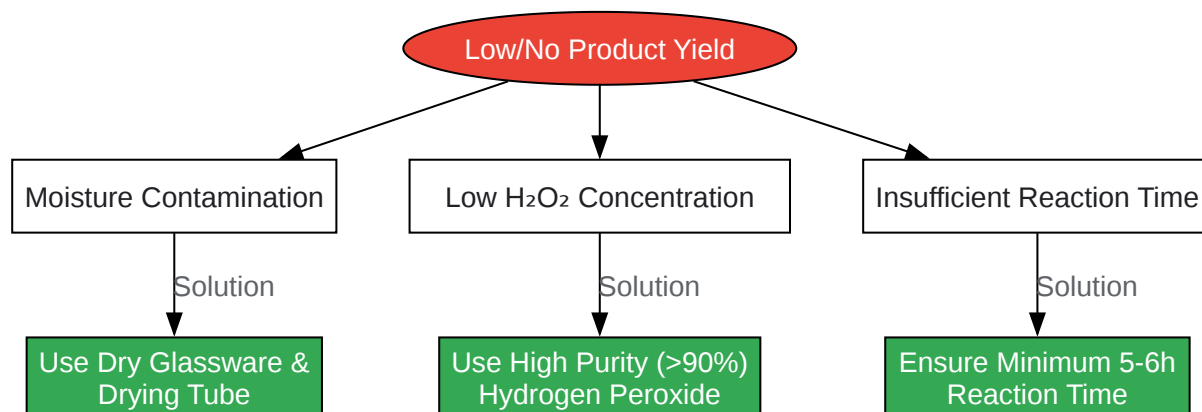 Low/No Product Yield
Moisture Contamination
Low H₂O₂ Concentration
Insufficient Reaction Time
Solution
Solution
Solution
Use Dry Glassware &
Drying Tube
Use High Purity (>90%)
Hydrogen Peroxide
Ensure Minimum 5-6h
Reaction Time